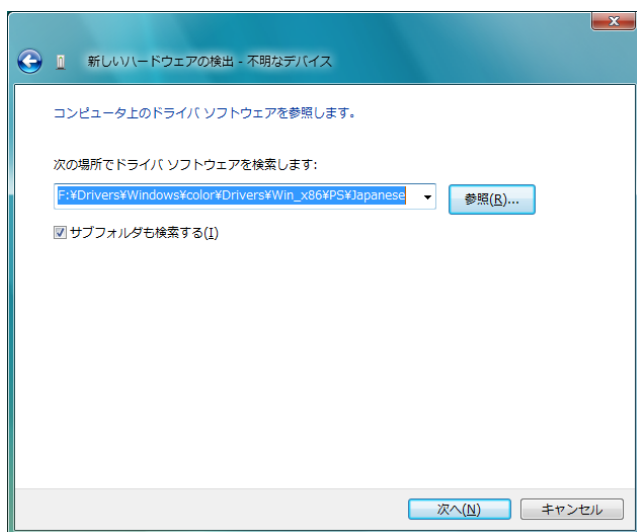 新しいハードウェアの検出 - 不明なデバイス
コンピュータ上のドライバ ソフトウェアを参照します。
次の場所でドライバ ソフトウェアを検索します:
F:¥Drivers¥Windows¥color¥Drivers¥Win_x86¥PS¥Japanese
参照(R)...
サブフォルダも検索する(I)
次へ(N)
キャンセル